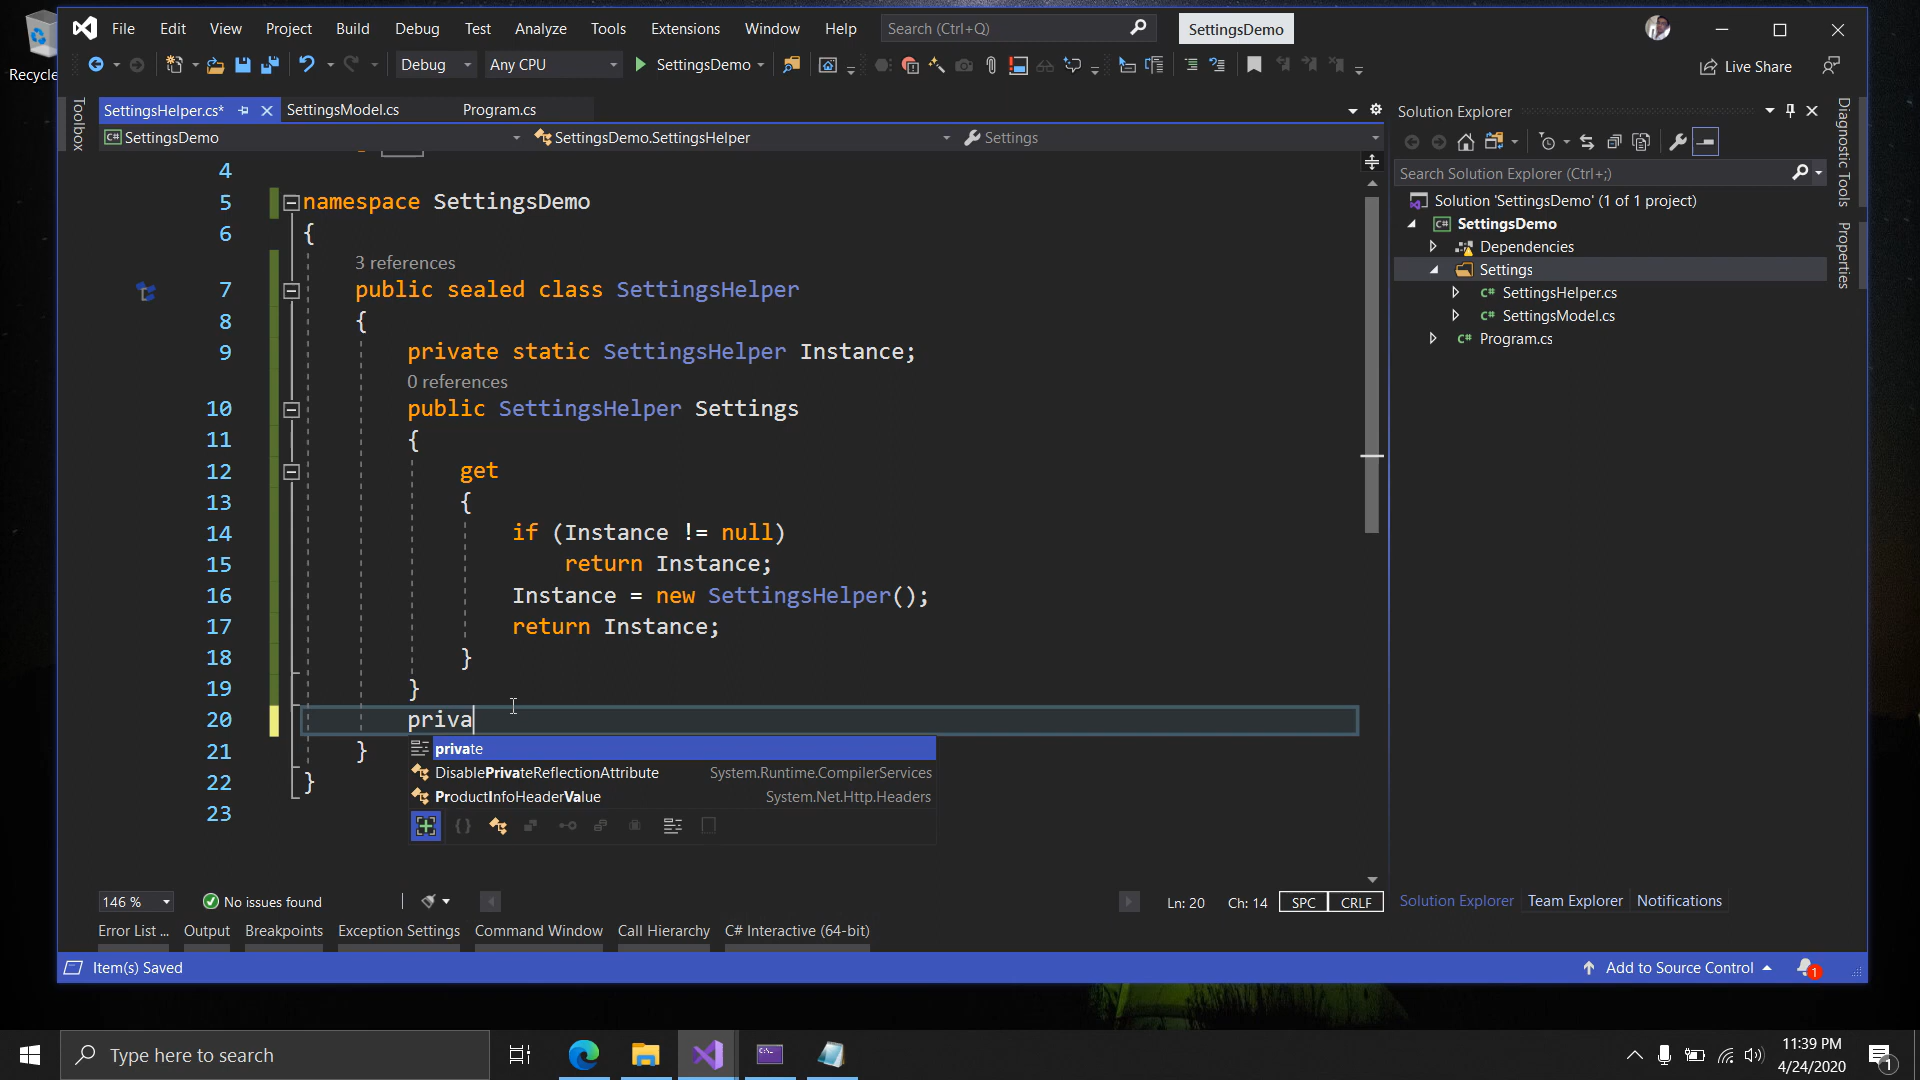 Recycle
File Edit View Project Build Debug Test Analyze Tools Extensions Window Help Search (Ctrl+Q) SettingsDemo
Debug Any CPU SettingsDemo Live Share
Toolbox
SettingsHelper.cs* SettingsModel.cs Program.cs
SettingsDemo SettingsDemo.SettingsHelper Settings
4
5 namespace SettingsDemo
6 {
3 references
7 public sealed class SettingsHelper
8 {
9 private static SettingsHelper Instance;
0 references
10 public SettingsHelper Settings
11 {
12 get
13 {
14 if (Instance != null)
15 return Instance;
16 Instance = new SettingsHelper();
17 return Instance;
18 }
19 }
20 priva
21 }
22 }
23
private
DisablePrivateReflectionAttribute System.Runtime.CompilerServices
ProductInfoHeaderValue System.Net.Http.Headers
146 % No issues found Ln: 20 Ch: 14 SPC CRLF
Error List ... Output Breakpoints Exception Settings Command Window Call Hierarchy C# Interactive (64-bit)
Solution Explorer
Search Solution Explorer (Ctrl+;)
Solution 'SettingsDemo' (1 of 1 project)
C# SettingsDemo
Dependencies
Settings
C# SettingsHelper.cs
C# SettingsModel.cs
C# Program.cs
Solution Explorer Team Explorer Notifications
Diagnostic Tools
Properties
Item(s) Saved Add to Source Control 1
Type here to search
11:39 PM
4/24/2020
1